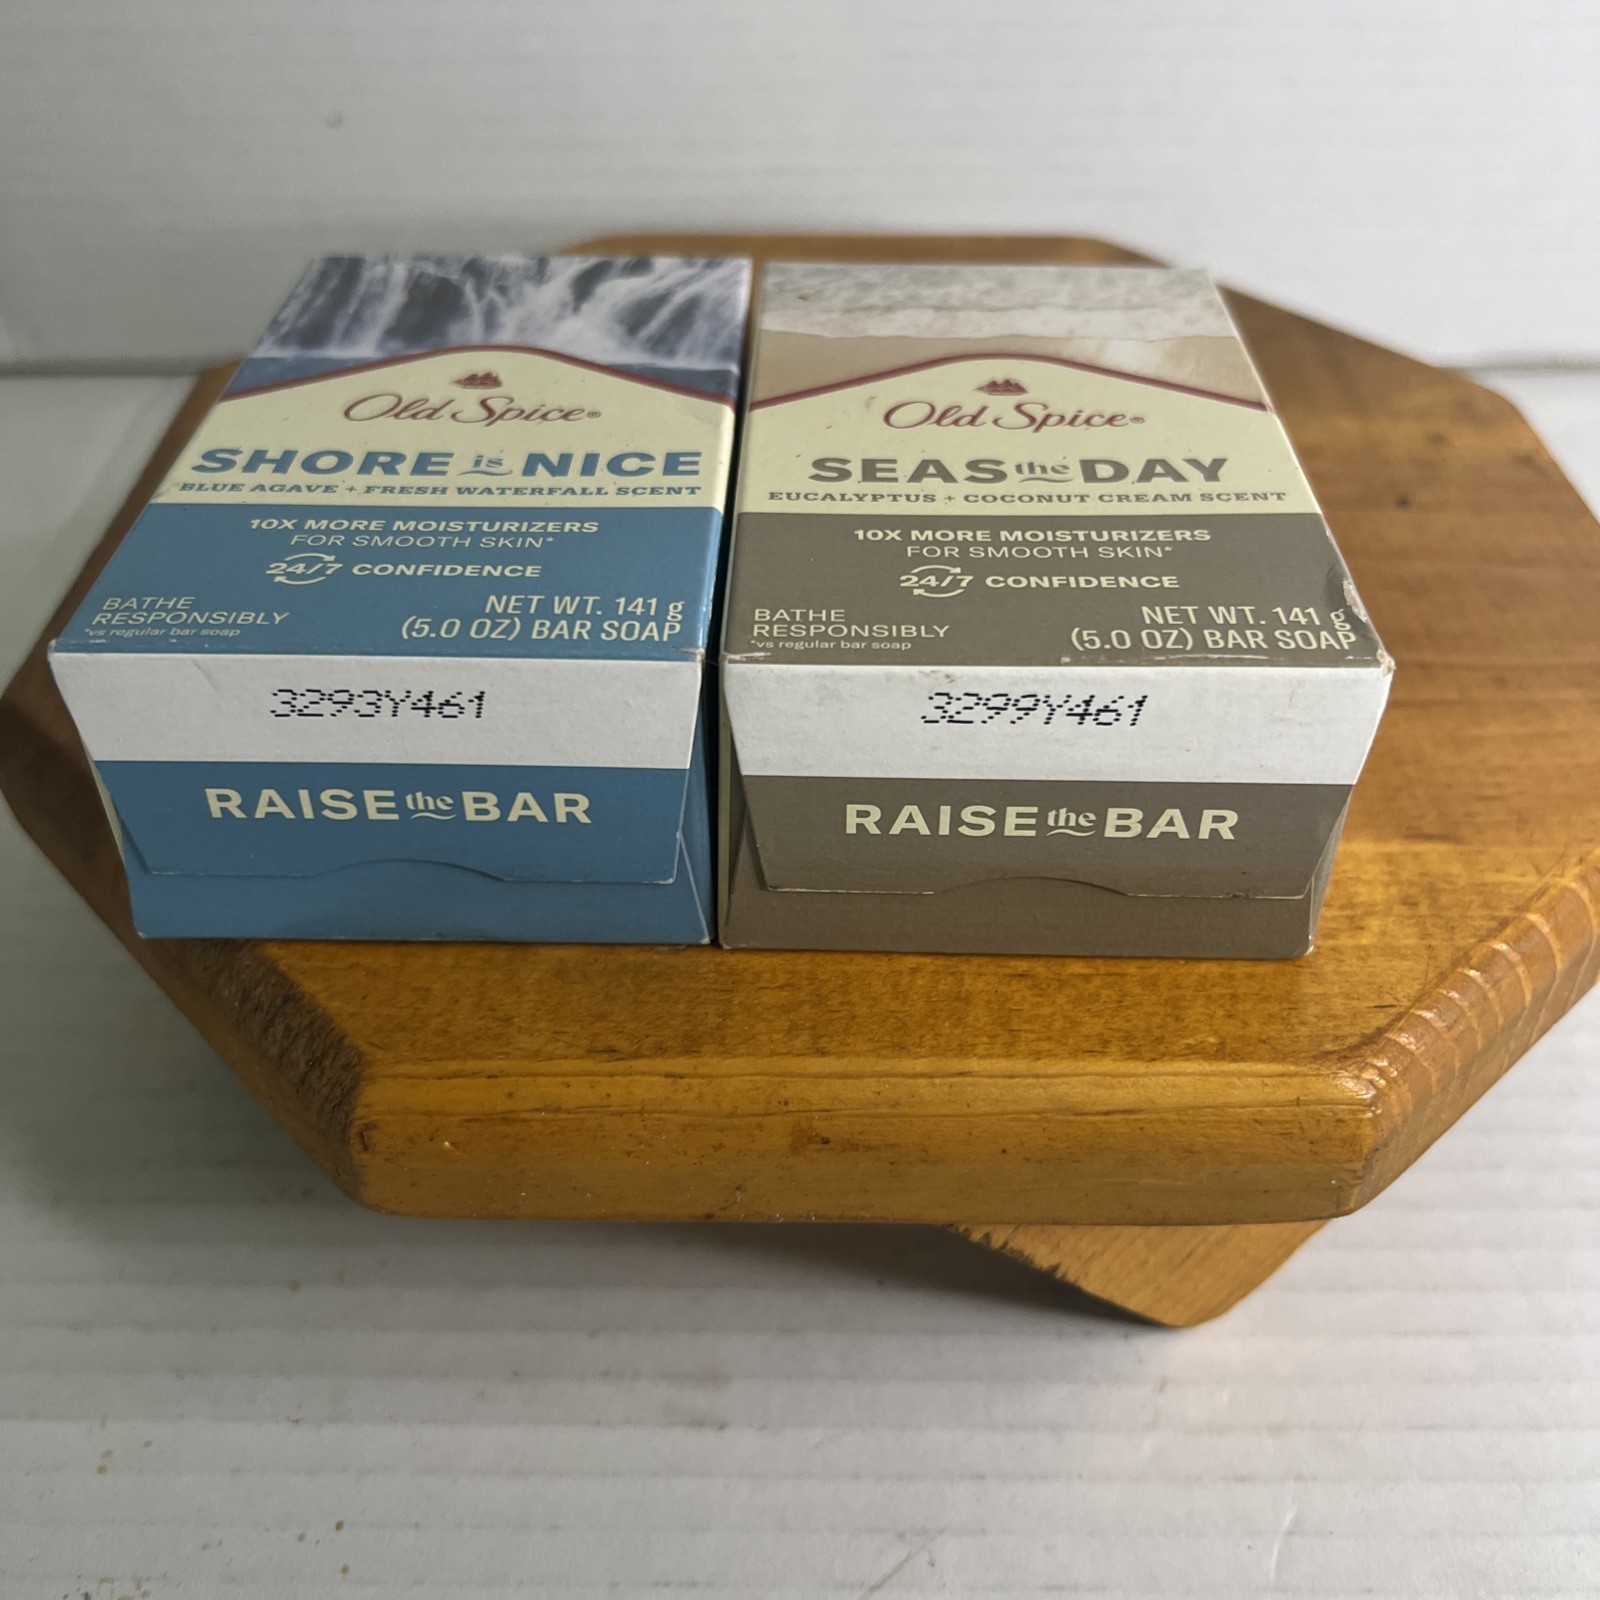 Old Spice®
SHORE is NICE
BLUE AGAVE + FRESH WATERFALL SCENT
10X MORE MOISTURIZERS
FOR SMOOTH SKIN*
24/7 CONFIDENCE
BATHE
RESPONSIBLY
*vs regular bar soap
NET WT. 141 g
(5.0 OZ) BAR SOAP
3293Y461
RAISE the BAR
Old Spice®
SEAS the DAY
EUCALYPTUS + COCONUT CREAM SCENT
10X MORE MOISTURIZERS
FOR SMOOTH SKIN*
24/7 CONFIDENCE
BATHE
RESPONSIBLY
*vs regular bar soap
NET WT. 141 g
(5.0 OZ) BAR SOAP
3299Y461
RAISE the BAR